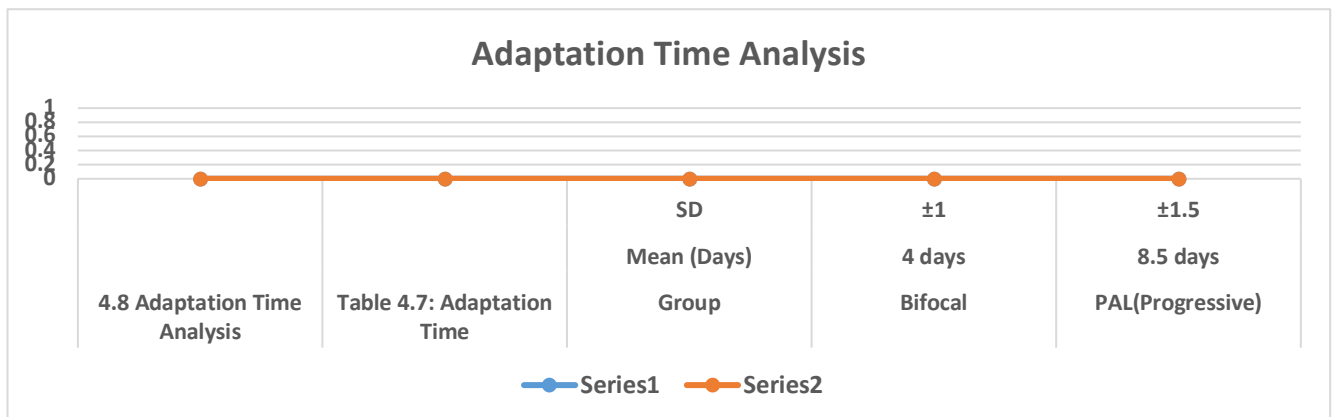 Adaptation Time Analysis
1
0.8
0.6
0.4
0.2
0
SD ±1 ±1.5
Mean (Days) 4 days 8.5 days
4.8 Adaptation Time Analysis
Table 4.7: Adaptation Time
Group Bifocal PAL(Progressive)
Series1 Series2